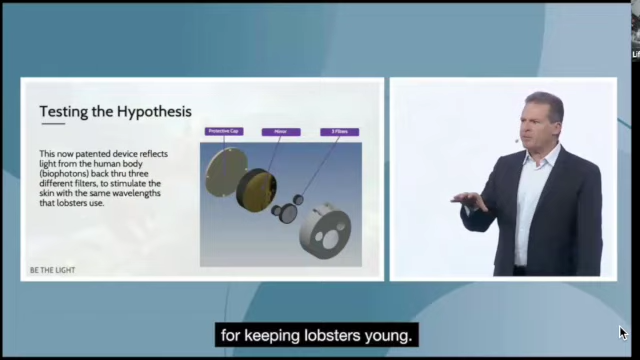 Testing the Hypothesis
Protective Cap
Mirror
3 Filters
This now patented device reflects
light from the human body
(biophotons) back thru three
different filters, to stimulate the
skin with the same wavelengths
that lobsters use.
BE THE LIGHT
for keeping lobsters young.